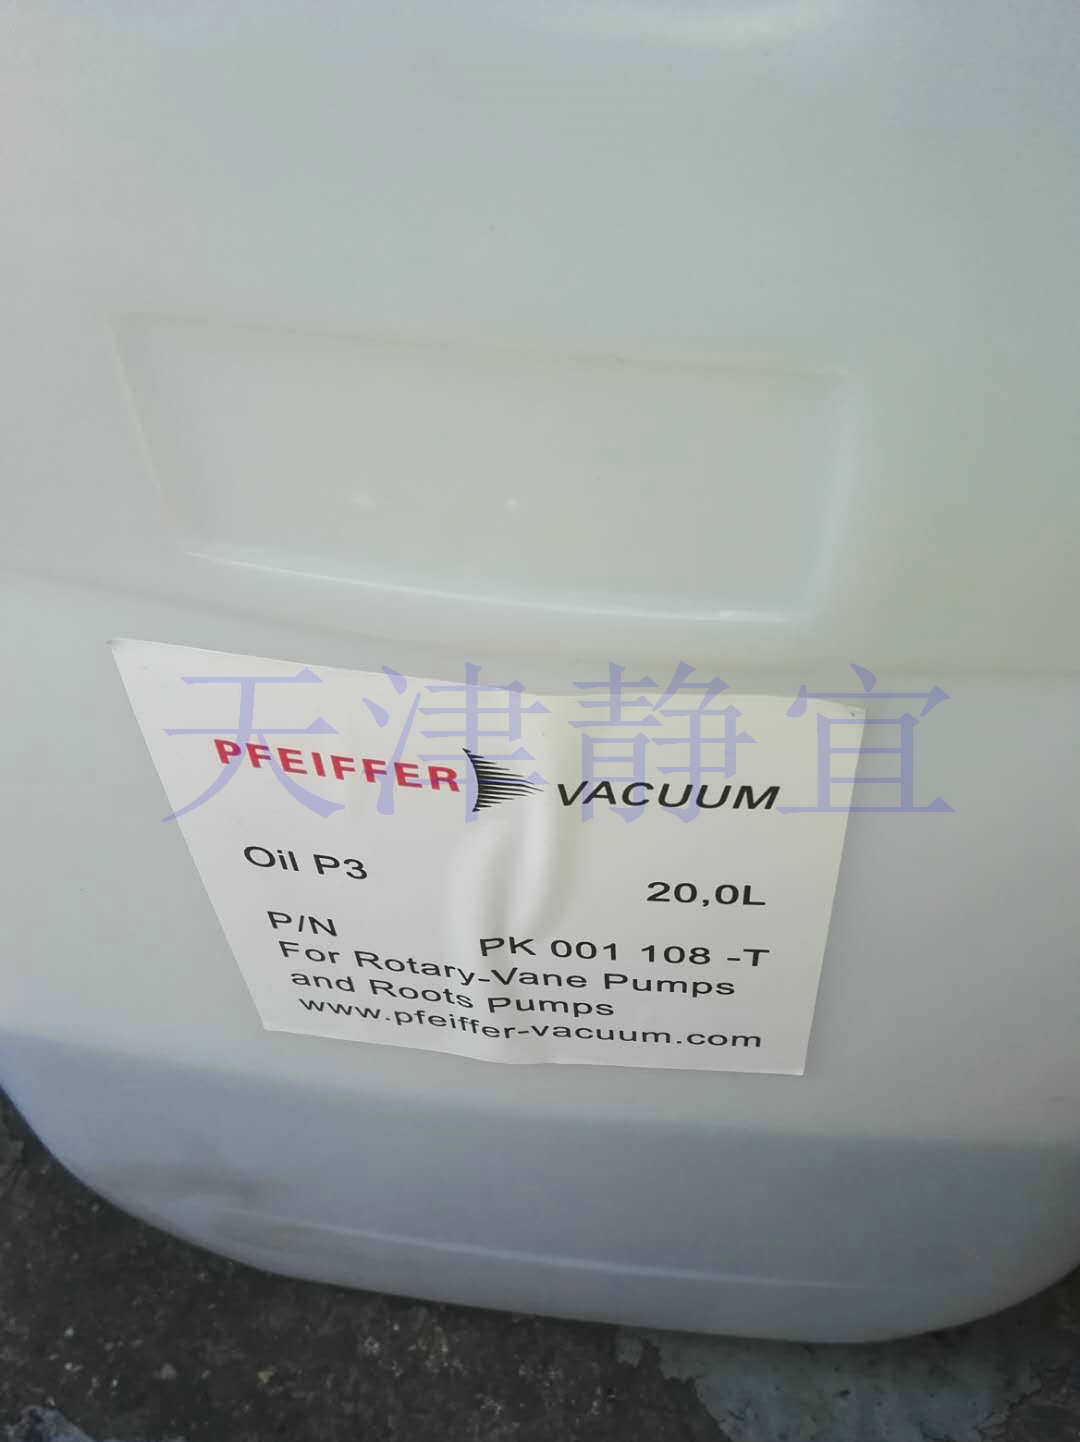 天津静宜
PFEIFFER VACUUM
Oil P3
20,0L
P/N
PK 001 108 -T
For Rotary-Vane Pumps
and Roots Pumps
www.pfeiffer-vacuum.com